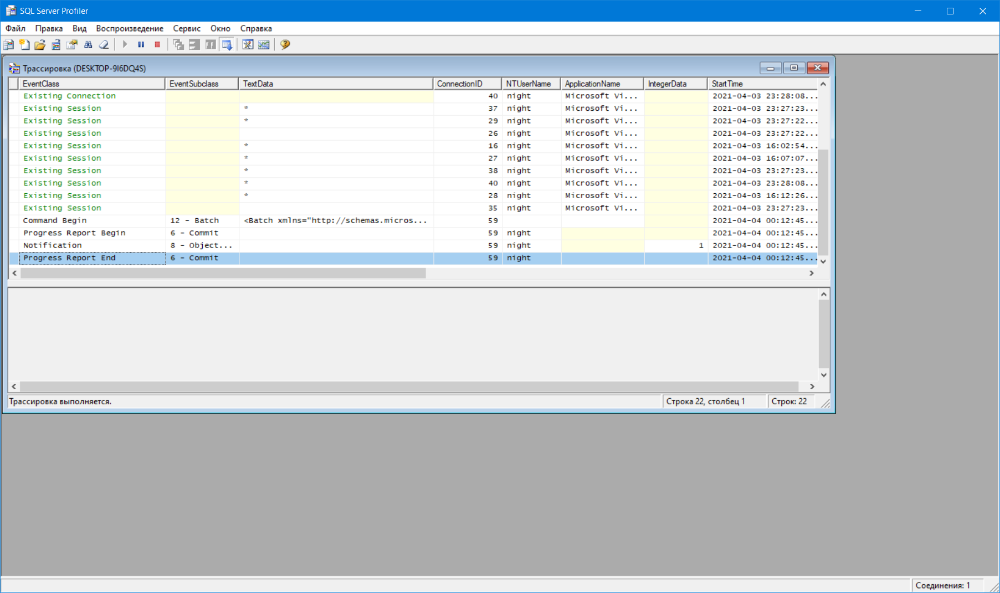 SQL Server Profiler
Файл Правка Вид Воспроизведение Сервис Окно Справка
Трассировка (DESKTOP-9I6DQ4S)
EventClass EventSubclass TextData ConnectionID NTUserName ApplicationName IntegerData StartTime
Existing Connection 40 night Microsoft Vi... 2021-04-03 23:28:08...
Existing Session * 37 night Microsoft Vi... 2021-04-03 23:27:23...
Existing Session * 29 night Microsoft Vi... 2021-04-03 23:27:22...
Existing Session 26 night Microsoft Vi... 2021-04-03 23:27:22...
Existing Session * 16 night Microsoft Vi... 2021-04-03 16:02:54...
Existing Session * 27 night Microsoft Vi... 2021-04-03 16:07:07...
Existing Session * 38 night Microsoft Vi... 2021-04-03 23:27:23...
Existing Session * 40 night Microsoft Vi... 2021-04-03 23:28:08...
Existing Session * 28 night Microsoft Vi... 2021-04-03 16:12:26...
Existing Session 35 night Microsoft Vi... 2021-04-03 23:27:23...
Command Begin 12 - Batch <Batch xmlns="http://schemas.micros... 59 2021-04-04 00:12:45...
Progress Report Begin 6 - Commit 59 night 2021-04-04 00:12:45...
Notification 8 - Object... 59 night 1 2021-04-04 00:12:45...
Progress Report End 6 - Commit 59 night 2021-04-04 00:12:45...
Трассировка выполняется. Строка 22, столбец 1 Строк: 22
Соединения: 1